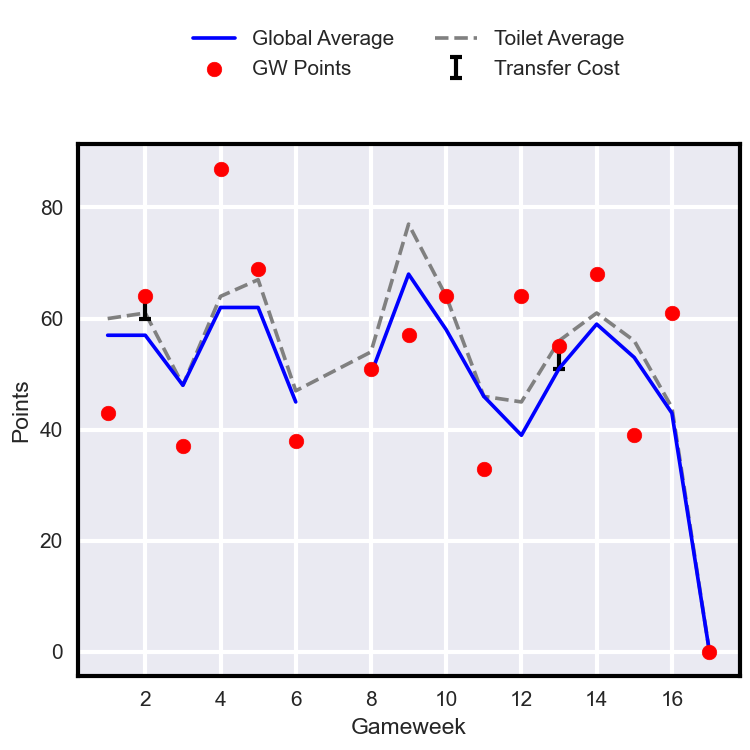 Global Average
Toilet Average
GW Points
Transfer Cost
80
60
40
20
0
Points
2 4 6 8 10 12 14 16
Gameweek